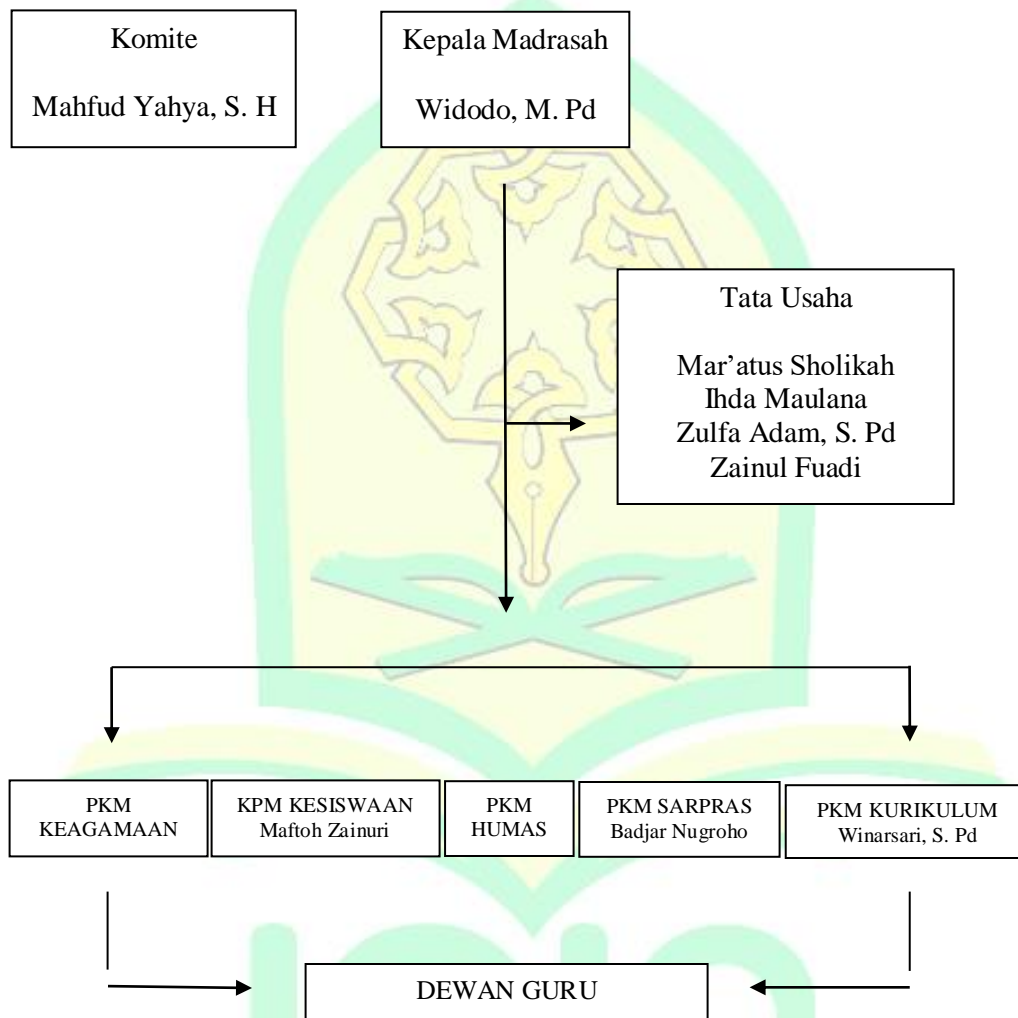 Komite
Mahfud Yahya, S. H
Kepala Madrasah
Widodo, M. Pd
Tata Usaha
Mar’atus Sholikah
Ihda Maulana
Zulfa Adam, S. Pd
Zainul Fuadi
PKM
KEAGAMAAN
KPM KESISWAAN
Maftoh Zainuri
PKM
HUMAS
PKM SARPRAS
Badjar Nugroho
PKM KURIKULUM
Winarsari, S. Pd
DEWAN GURU